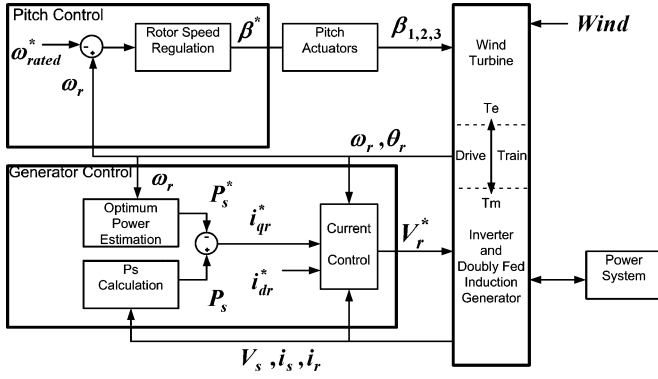 Pitch Control
ω*rated
- +
ωr
Rotor Speed
Regulation
β*
Pitch
Actuators
β1,2,3
Wind
Turbine
Wind
Te
Drive Train
Tm
ωr ,θr
Generator Control
ωr
Optimum
Power
Estimation
Ps*
- +
i*qr
i*dr
Ps
Calculation
Ps
Current
Control
Vr*
Inverter
and
Doubly Fed
Induction
Generator
Power
System
Vs ,is ,ir